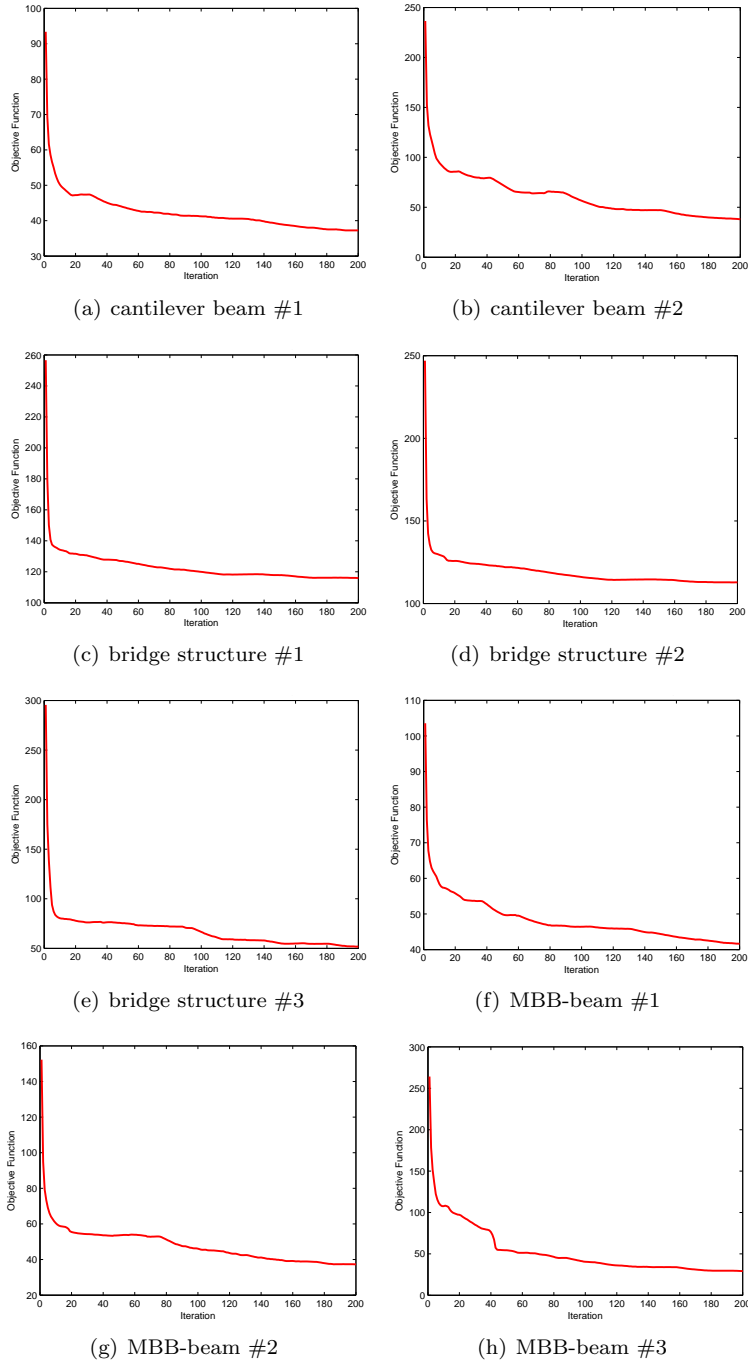 100
90
80
70
60
50
40
30
Objective Function
0 20 40 60 80 100 120 140 160 180 200
Iteration
(a) cantilever beam #1
250
200
150
100
50
0
Objective Function
0 20 40 60 80 100 120 140 160 180 200
Iteration
(b) cantilever beam #2
260
240
220
200
180
160
140
120
100
Objective Function
0 20 40 60 80 100 120 140 160 180 200
Iteration
(c) bridge structure #1
250
200
150
100
Objective Function
0 20 40 60 80 100 120 140 160 180 200
Iteration
(d) bridge structure #2
300
250
200
150
100
50
Objective Function
0 20 40 60 80 100 120 140 160 180 200
Iteration
(e) bridge structure #3
110
100
90
80
70
60
50
40
Objective Function
0 20 40 60 80 100 120 140 160 180 200
Iteration
(f) MBB-beam #1
160
140
120
100
80
60
40
20
Objective Function
0 20 40 60 80 100 120 140 160 180 200
Iteration
(g) MBB-beam #2
300
250
200
150
100
50
0
Objective Function
0 20 40 60 80 100 120 140 160 180 200
Iteration
(h) MBB-beam #3